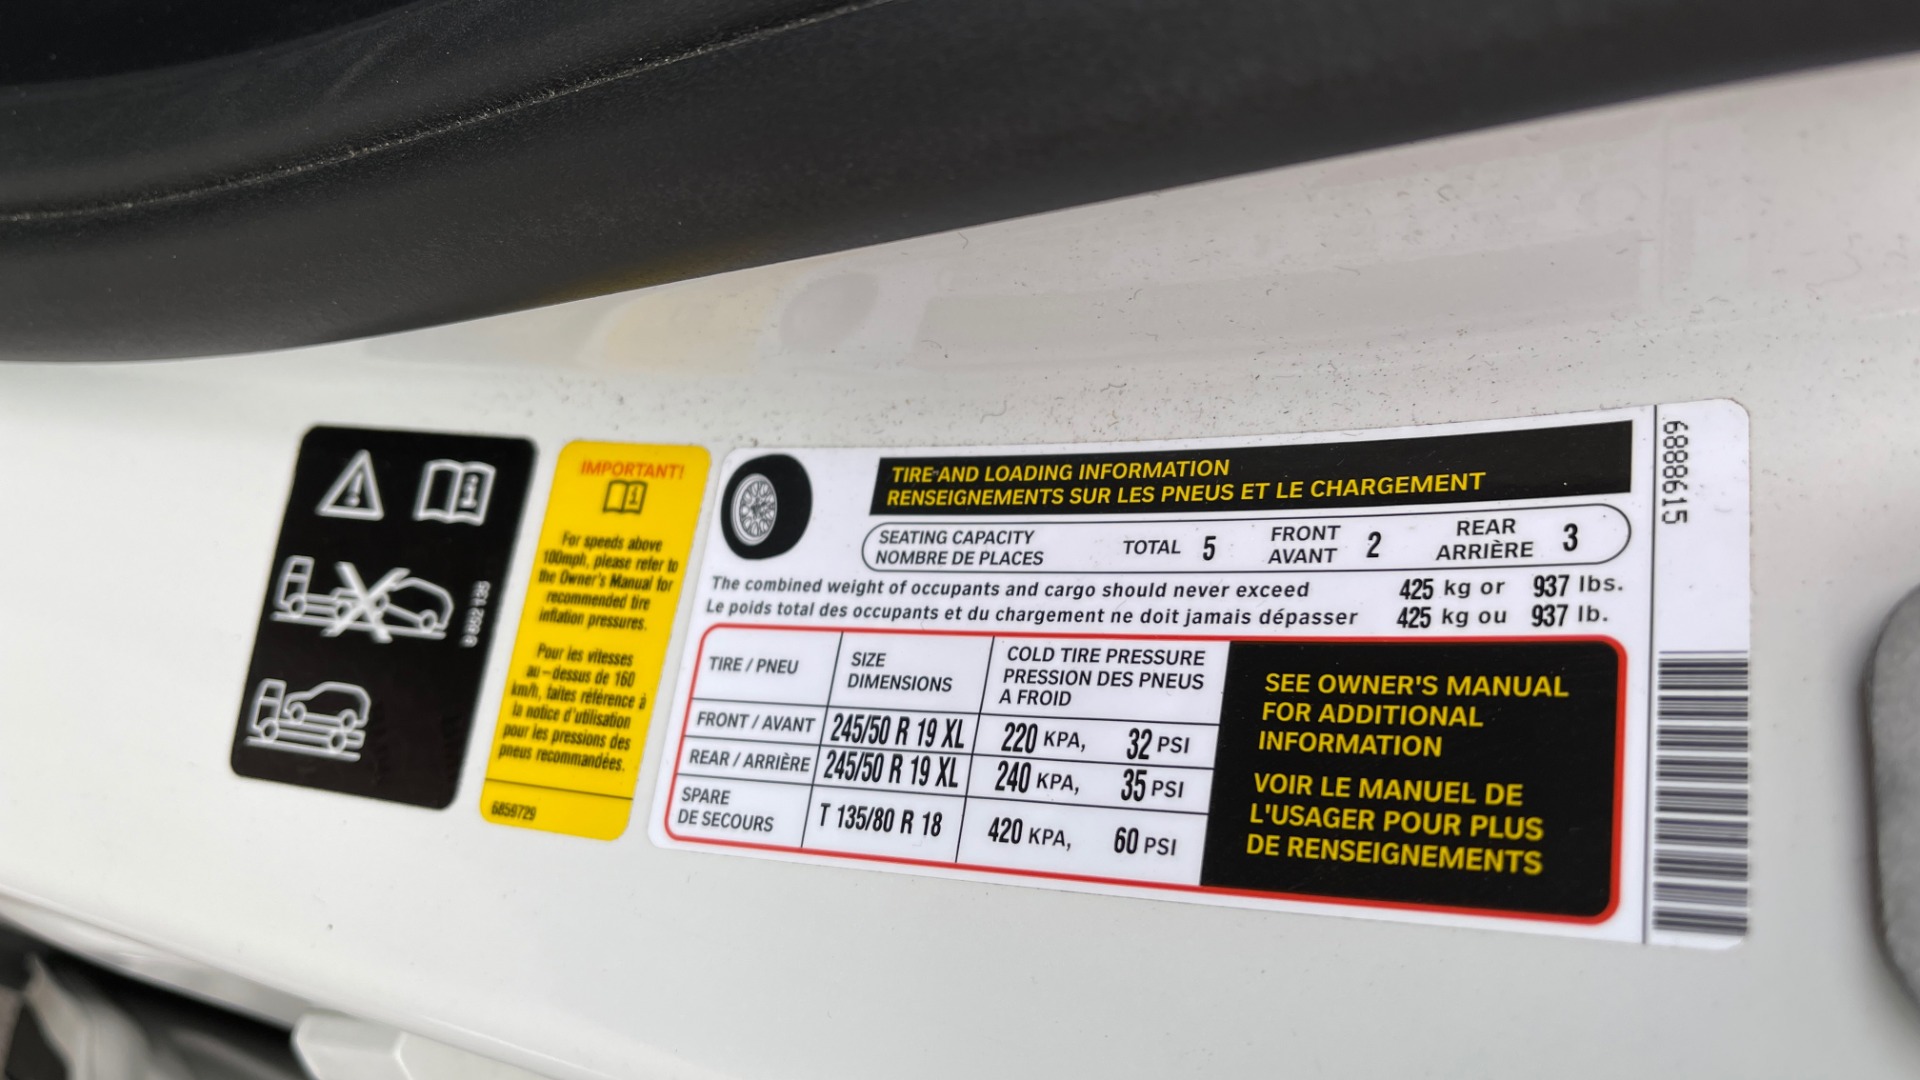 6 852 139
IMPORTANT!
For speeds above
100mph, please refer to
the Owner's Manual for
recommended tire
inflation pressures.
Pour les vitesses
au-dessus de 160
km/h, faites référence à
la notice d'utilisation
pour les pressions des
pneus recommandées.
6859729
TIRE AND LOADING INFORMATION
RENSEIGNEMENTS SUR LES PNEUS ET LE CHARGEMENT
SEATING CAPACITY
NOMBRE DE PLACES
TOTAL 5
FRONT
AVANT 2
REAR
ARRIÈRE 3
The combined weight of occupants and cargo should never exceed 425 kg or 937 lbs.
Le poids total des occupants et du chargement ne doit jamais dépasser 425 kg ou 937 lb.
TIRE / PNEU
SIZE
DIMENSIONS
COLD TIRE PRESSURE
PRESSION DES PNEUS
A FROID
FRONT / AVANT 245/50 R 19 XL 220 KPA, 32 PSI
REAR / ARRIÈRE 245/50 R 19 XL 240 KPA, 35 PSI
SPARE
DE SECOURS
T 135/80 R 18 420 KPA, 60 PSI
SEE OWNER'S MANUAL
FOR ADDITIONAL
INFORMATION
VOIR LE MANUEL DE
L'USAGER POUR PLUS
DE RENSEIGNEMENTS
6888615